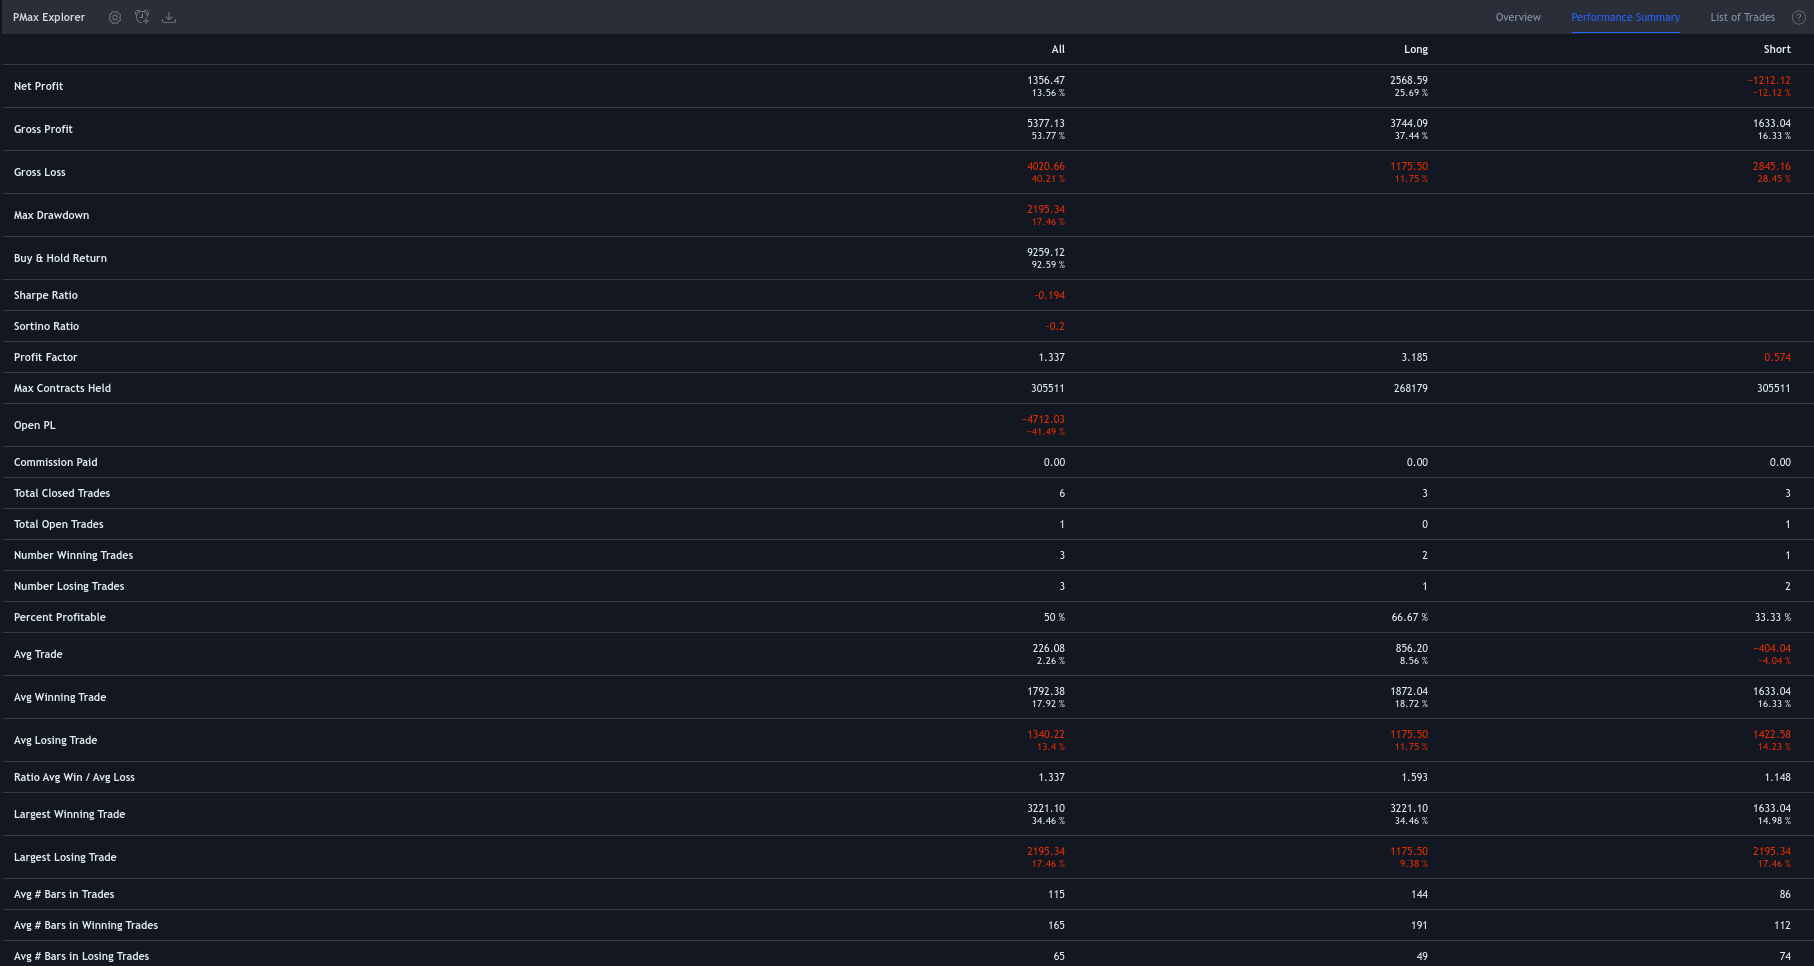 PMax Explorer
Overview Performance Summary List of Trades ?
All Long Short
Net Profit 1356.47 2568.59 −1212.12
13.56 % 25.69 % −12.12 %
Gross Profit 5377.13 3744.09 1633.04
53.77 % 37.44 % 16.33 %
Gross Loss 4020.66 1175.50 2845.16
40.21 % 11.75 % 28.45 %
Max Drawdown 2195.34
17.46 %
Buy & Hold Return 9259.12
92.59 %
Sharpe Ratio -0.194
Sortino Ratio -0.2
Profit Factor 1.337 3.185 0.574
Max Contracts Held 305511 268179 305511
Open PL −4712.03
−41.49 %
Commission Paid 0.00 0.00 0.00
Total Closed Trades 6 3 3
Total Open Trades 1 0 1
Number Winning Trades 3 2 1
Number Losing Trades 3 1 2
Percent Profitable 50 % 66.67 % 33.33 %
Avg Trade 226.08 856.20 −404.04
2.26 % 8.56 % −4.04 %
Avg Winning Trade 1792.38 1872.04 1633.04
17.92 % 18.72 % 16.33 %
Avg Losing Trade 1340.22 1175.50 1422.58
13.4 % 11.75 % 14.23 %
Ratio Avg Win / Avg Loss 1.337 1.593 1.148
Largest Winning Trade 3221.10 3221.10 1633.04
34.46 % 34.46 % 14.98 %
Largest Losing Trade 2195.34 1175.50 2195.34
17.46 % 9.38 % 17.46 %
Avg # Bars in Trades 115 144 86
Avg # Bars in Winning Trades 165 191 112
Avg # Bars in Losing Trades 65 49 74